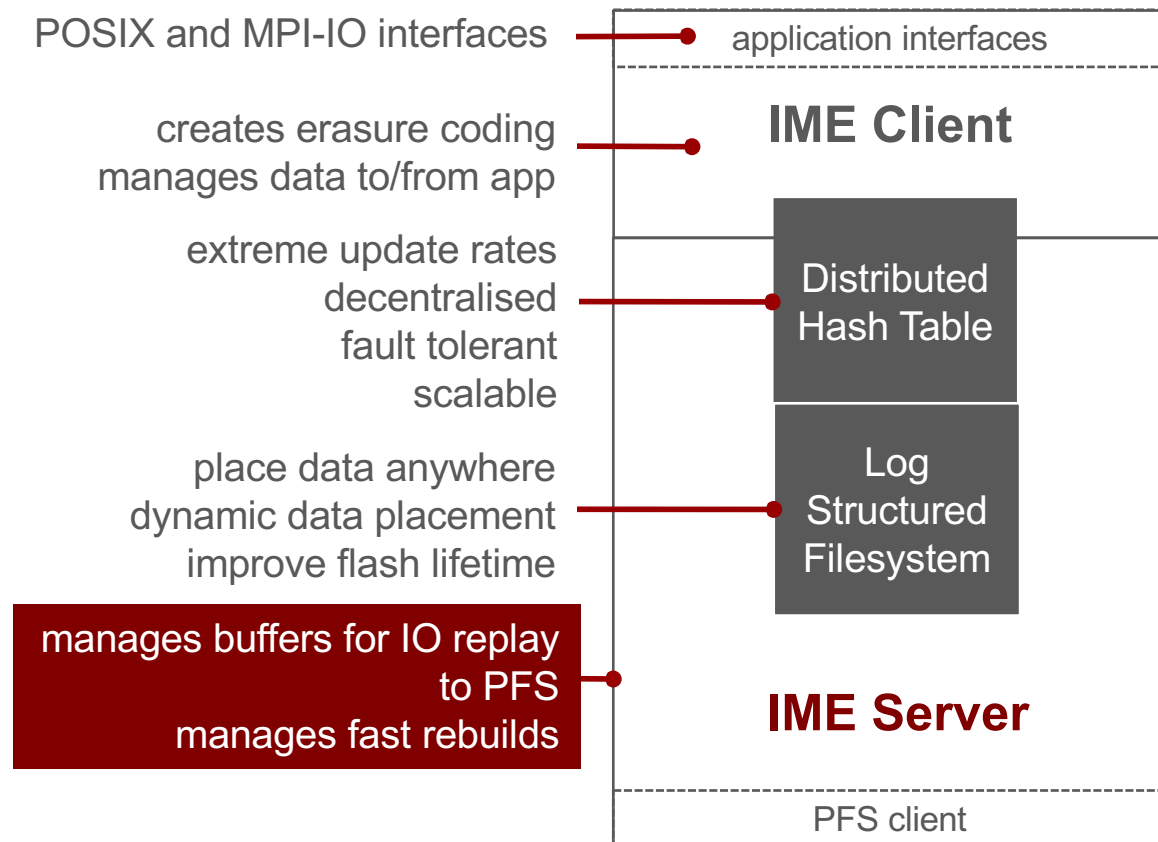 POSIX and MPI-IO interfaces
application interfaces
creates erasure coding
manages data to/from app
IME Client
extreme update rates
decentralised
fault tolerant
scalable
Distributed
Hash Table
place data anywhere
dynamic data placement
improve flash lifetime
Log
Structured
Filesystem
manages buffers for IO replay
to PFS
manages fast rebuilds
IME Server
PFS client